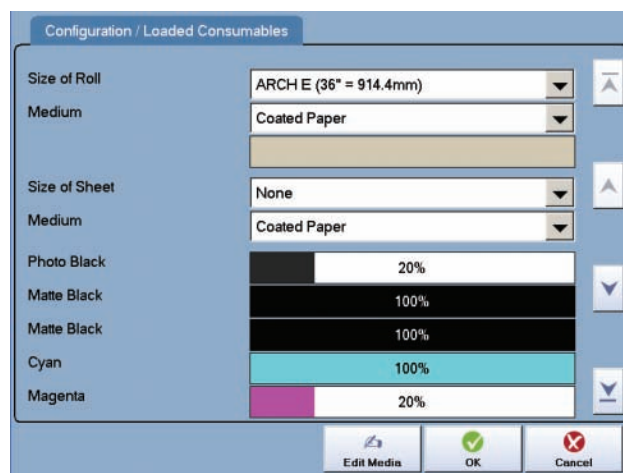 Configuration / Loaded Consumables
Size of Roll ARCH E (36" = 914.4mm)
Medium Coated Paper
Size of Sheet None
Medium Coated Paper
Photo Black 20%
Matte Black 100%
Matte Black 100%
Cyan 100%
Magenta 20%
Edit Media OK Cancel